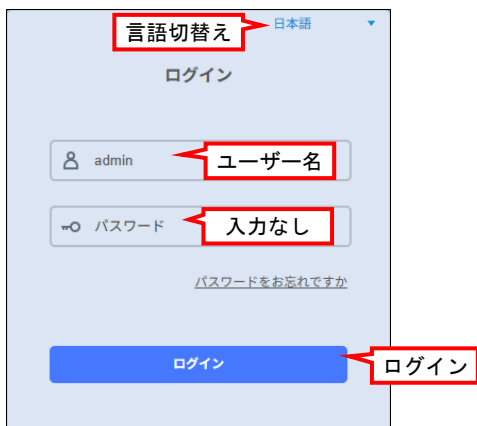 言語切替え
日本語
ログイン
admin
ユーザー名
パスワード
入力なし
パスワードをお忘れですか
ログイン
ログイン